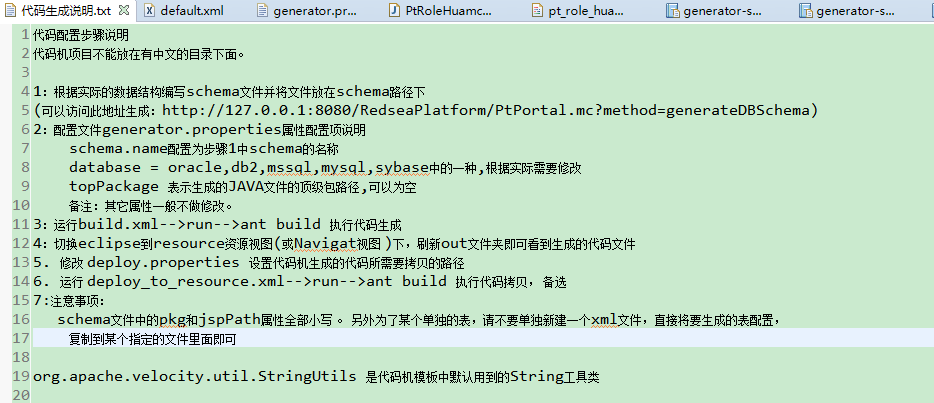 代码生成说明.txt default.xml generator.pr... PtRoleHuamc... pt_role_hua... generator-s... generator-s...
1 代码配置步骤说明
2 代码机项目不能放在有中文的目录下面。
3
4 1: 根据实际的数据结构编写schema文件并将文件放在schema路径下
5 (可以访问此地址生成: http://127.0.0.1:8080/RedseaPlatform/PtPortal.mc?method=generateDBSchema)
6 2: 配置文件generator.properties属性配置项说明
7 schema.name配置为步骤1中schema的名称
8 database = oracle,db2,mssql,mysql,sybase中的一种,根据实际需要修改
9 topPackage 表示生成的JAVA文件的顶级包路径,可以为空
10 备注: 其它属性一般不做修改。
11 3: 运行build.xml-->run-->ant build 执行代码生成
12 4: 切换eclipse到resource资源视图(或Navigat视图 )下, 刷新out文件夹即可看到生成的代码文件
13 5. 修改 deploy.properties 设置代码机生成的代码所需要拷贝的路径
14 6. 运行 deploy_to_resource.xml-->run-->ant build 执行代码拷贝, 备选
15 7:注意事项:
16 schema文件中的pkg和jspPath属性全部小写 。 另外为了某个单独的表, 请不要单独新建一个xml文件, 直接将要生成的表配置,
17 复制到某个指定的文件里面即可
18
19 org.apache.velocity.util.StringUtils 是代码机模板中默认用到的String工具类
20